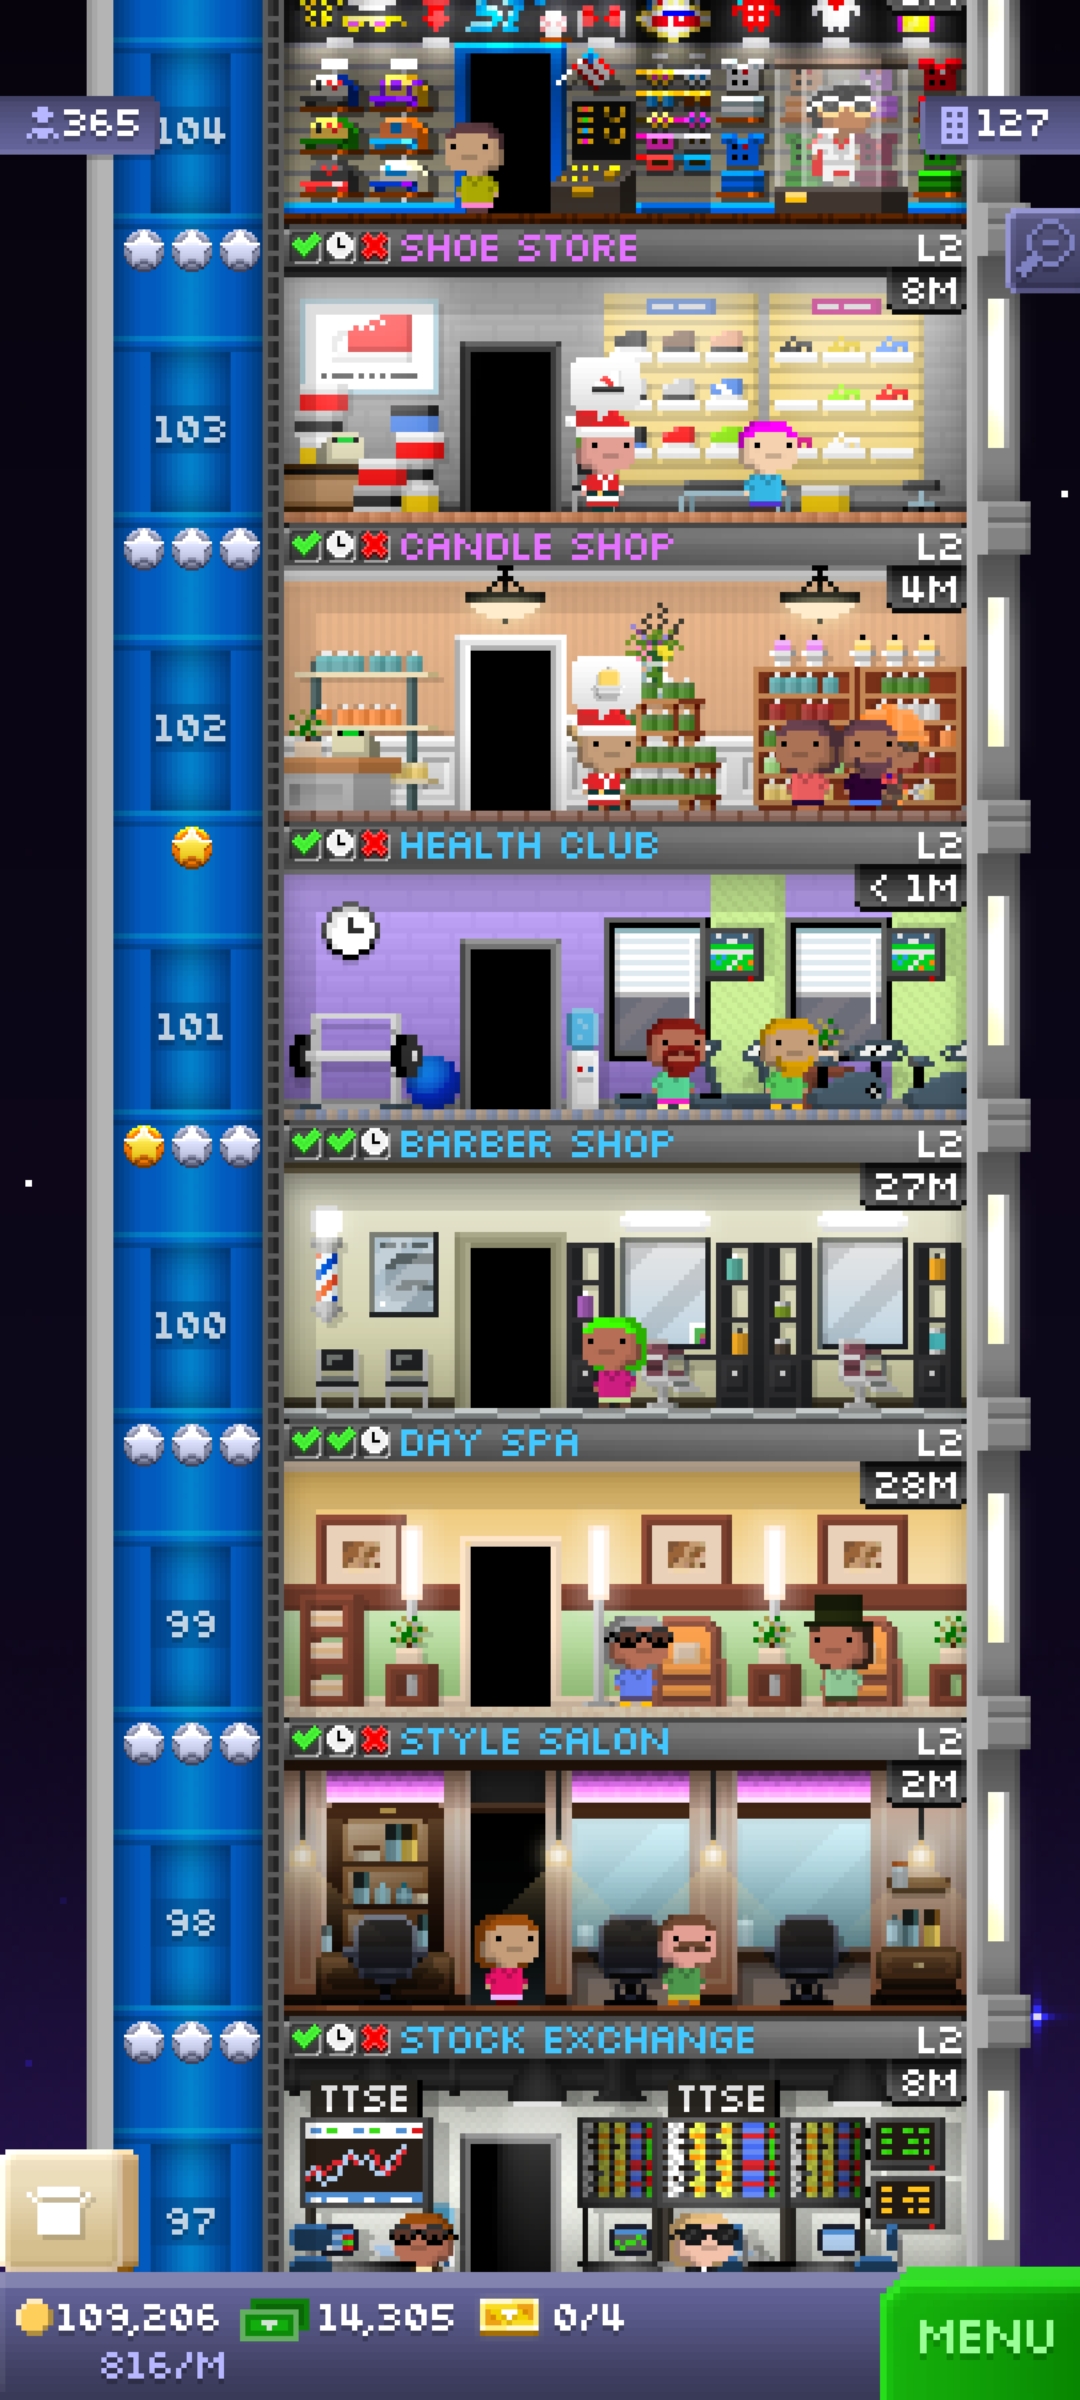 365
104
127
SHOE STORE L2
8M
103
CANDLE SHOP L2
4M
102
HEALTH CLUB L2
< 1M
101
BARBER SHOP L2
27M
100
DAY SPA L2
28M
99
STYLE SALON L2
2M
98
STOCK EXCHANGE L2
8M
TTSE TTSE
97
109,206 14,305 0/4
816/M
MENU